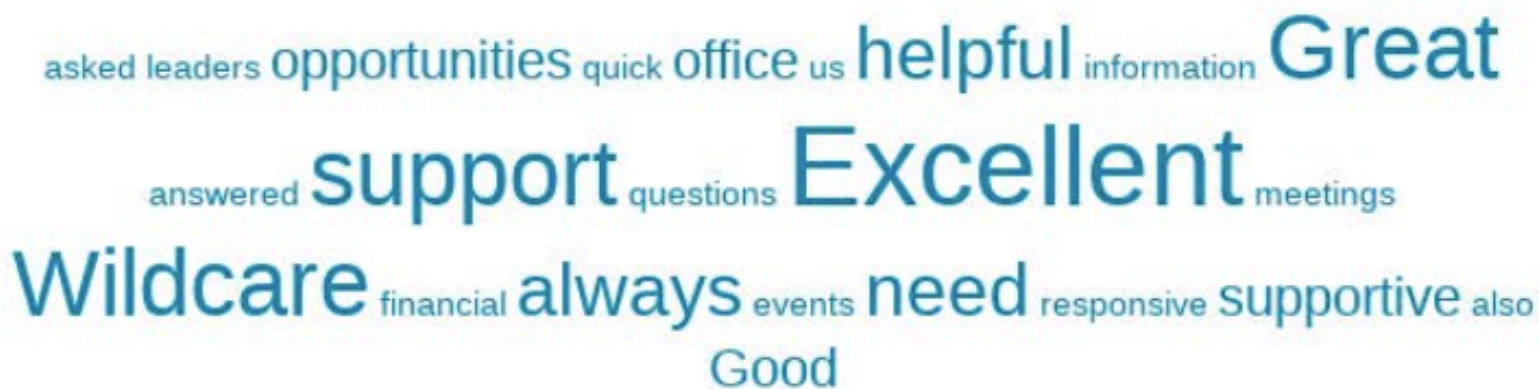 asked leaders opportunities quick office us helpful information Great
answered support questions Excellent meetings
Wildcare financial always events need responsive supportive also
Good